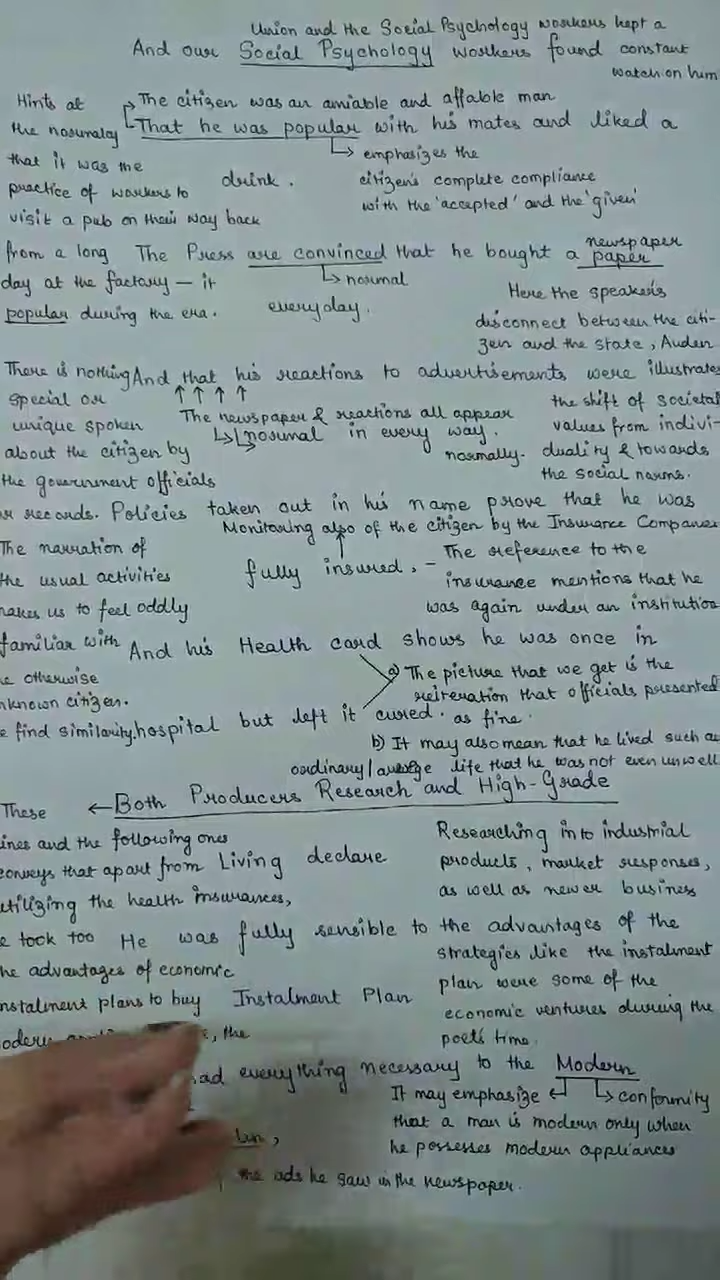 Union and the Social Psychology workers kept a
And our Social Psychology workers found constant
watch on him
Hints at
the normalcy
that it was the
practice of workers to
visit a pub on their way back
from a long
day at the factory — it
popular during the era.
The citizen was an amiable and affable man
That he was popular with his mates and liked a
drink.
emphasizes the
citizen's complete compliance
with the 'accepted' and the 'given'
newspaper
The Press are convinced that he bought a paper
normal
everyday.
Here the speaker's
disconnect between the citi-
zen and the state, Auden
illustrates
the shift of societal
values from indivi-
duality & towards
the social norms.
There is nothing
special or
unique spoken
about the citizen by
the government officials
or records.
And that his reactions to advertisements were
The newspaper & reactions all appear
normal in every way.
normally.
Policies taken out in his name prove that he was
Monitoring also of the citizen by the Insurance Companies
fully insured, –
The reference to the
insurance mentions that he
was again under an institution
The narration of
the usual activities
makes us to feel oddly
familiar with
otherwise
unknown citizen.
find similarity.
And his Health card shows he was once in
hospital but left it cured.
a) The picture that we get is the
reiteration that officials presented
as fine.
b) It may also mean that he lived such an
ordinary/average life that he was not even unwell
Both Producers Research and High-Grade
These
lines and the following ones
conveys that apart from
utilizing the health insurances,
he took too
the advantages of economic
instalment plans to buy
the
Living declare
Researching into industrial
products, market responses,
as well as newer business
strategies like the instalment
plan were some of the
economic ventures during the
poet's time.
He was fully sensible to the advantages of the
Instalment Plan
had everything necessary to the Modern
It may emphasize
conformity
that a man is modern only when
he possesses modern appliances
the ads he saw in the newspaper.